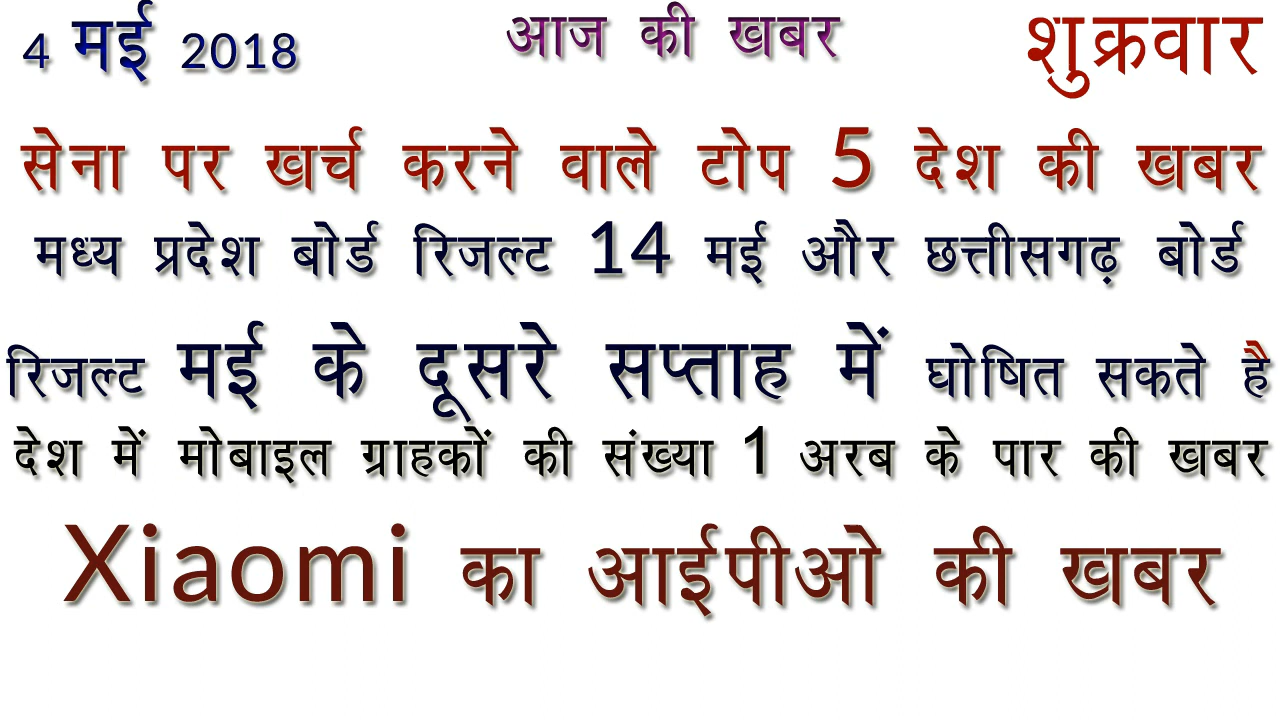 4 मई 2018 आज की खबर शुक्रवार
सेना पर खर्च करने वाले टोप 5 देश की खबर
मध्य प्रदेश बोर्ड रिजल्ट 14 मई और छत्तीसगढ़ बोर्ड
रिजल्ट मई के दूसरे सप्ताह में घोषित सकते है
देश में मोबाइल ग्राहकों की संख्या 1 अरब के पार की खबर
Xiaomi का आईपीओ की खबर